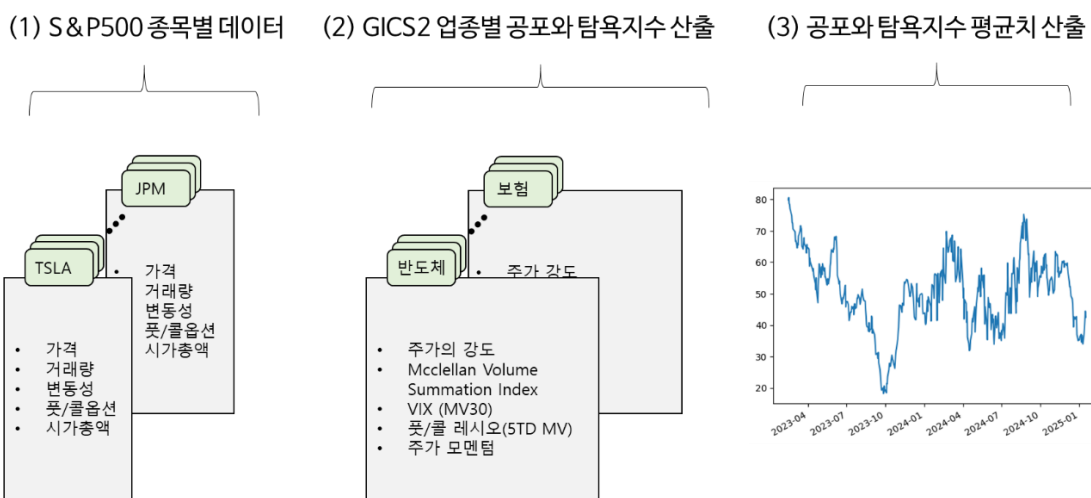 (1) S&P500 종목별 데이터
(2) GICS2 업종별 공포와 탐욕지수 산출
(3) 공포와 탐욕지수 평균치 산출
JPM
• 가격
거래량
변동성
풋/콜옵션
시가총액
TSLA
• 가격
• 거래량
• 변동성
• 풋/콜옵션
• 시가총액
보험
• 주가 강도
반도체
• 주가의 강도
• Mcclellan Volume
Summation Index
• VIX (MV30)
• 풋/콜 레시오(5TD MV)
• 주가 모멘텀
80
70
60
50
40
30
20
2023-04
2023-07
2023-10
2024-01
2024-04
2024-07
2024-10
2025-01